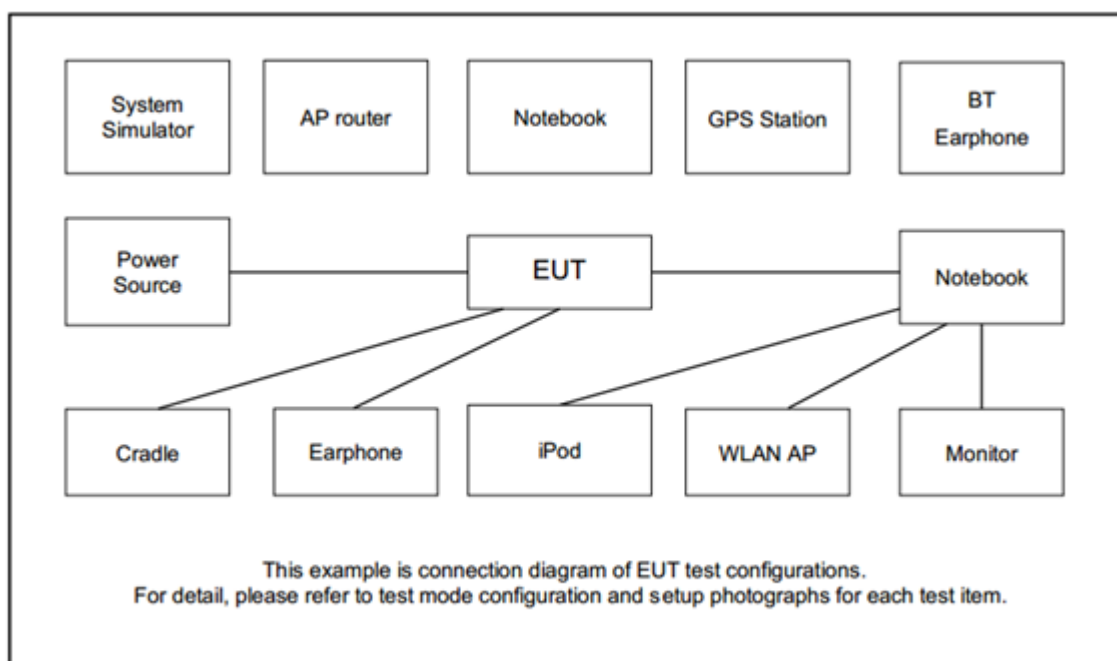 System
Simulator
AP router
Notebook
GPS Station
BT
Earphone
Power
Source
EUT
Notebook
Cradle
Earphone
iPod
WLAN AP
Monitor
This example is connection diagram of EUT test configurations.
For detail, please refer to test mode configuration and setup photographs for each test item.